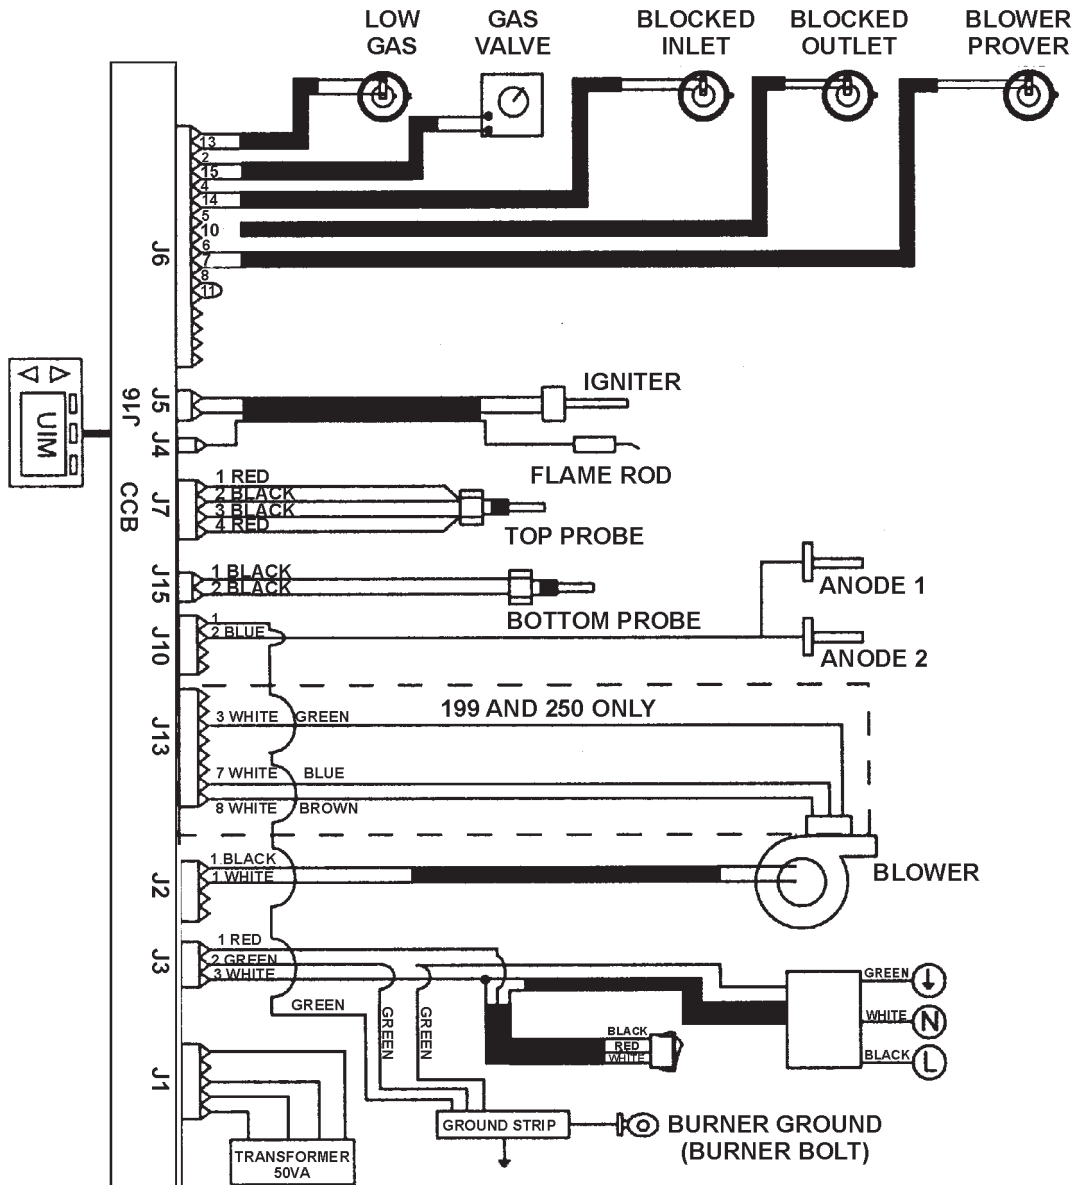 LOW
GAS
GAS
VALVE
BLOCKED
INLET
BLOCKED
OUTLET
BLOWER
PROVER
13
2
15
4
14
5
10
6
7
8
11
J6
UIM
J16
CCB
J5
IGNITER
J4
FLAME ROD
J7
1 RED
2 BLACK
3 BLACK
4 RED
TOP PROBE
J15
1 BLACK
2 BLACK
BOTTOM PROBE
ANODE 1
J10
1
2 BLUE
ANODE 2
199 AND 250 ONLY
J13
3 WHITE GREEN
7 WHITE BLUE
8 WHITE BROWN
J2
1 BLACK
1 WHITE
BLOWER
J3
1 RED
2 GREEN
3 WHITE
GREEN
GREEN
GREEN
BLACK
RED
WHITE
GREEN
WHITE N
BLACK L
J1
TRANSFORMER
50VA
GROUND STRIP
BURNER GROUND
(BURNER BOLT)